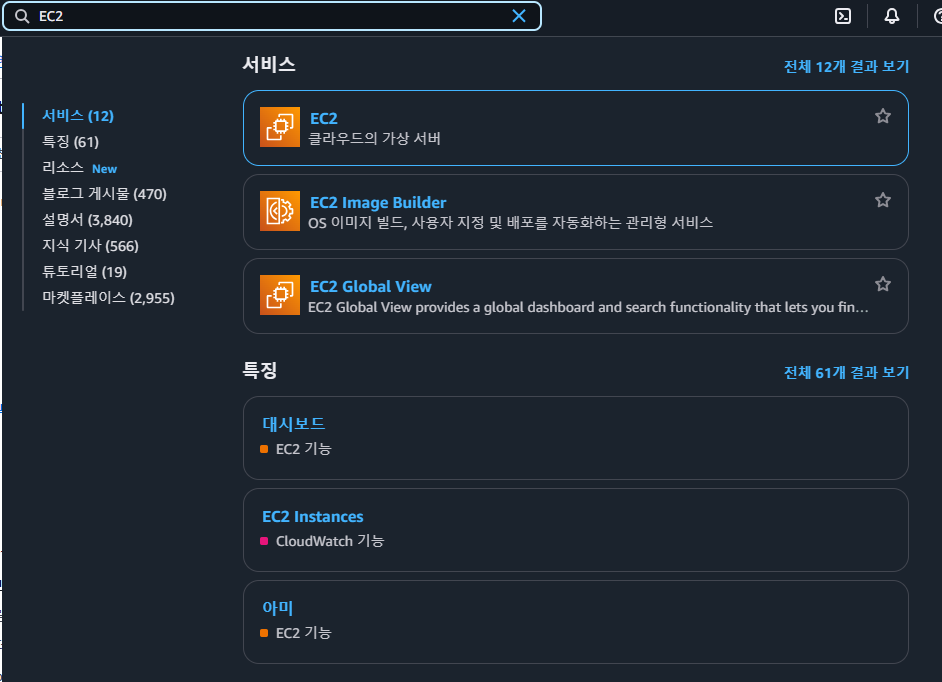 EC2
서비스 (12)
특징 (61)
리소스 New
블로그 게시물 (470)
설명서 (3,840)
지식 기사 (566)
튜토리얼 (19)
마켓플레이스 (2,955)
서비스
전체 12개 결과 보기
EC2
클라우드의 가상 서버
EC2 Image Builder
OS 이미지 빌드, 사용자 지정 및 배포를 자동화하는 관리형 서비스
EC2 Global View
EC2 Global View provides a global dashboard and search functionality that lets you fin...
특징
전체 61개 결과 보기
대시보드
EC2 기능
EC2 Instances
CloudWatch 기능
아미
EC2 기능